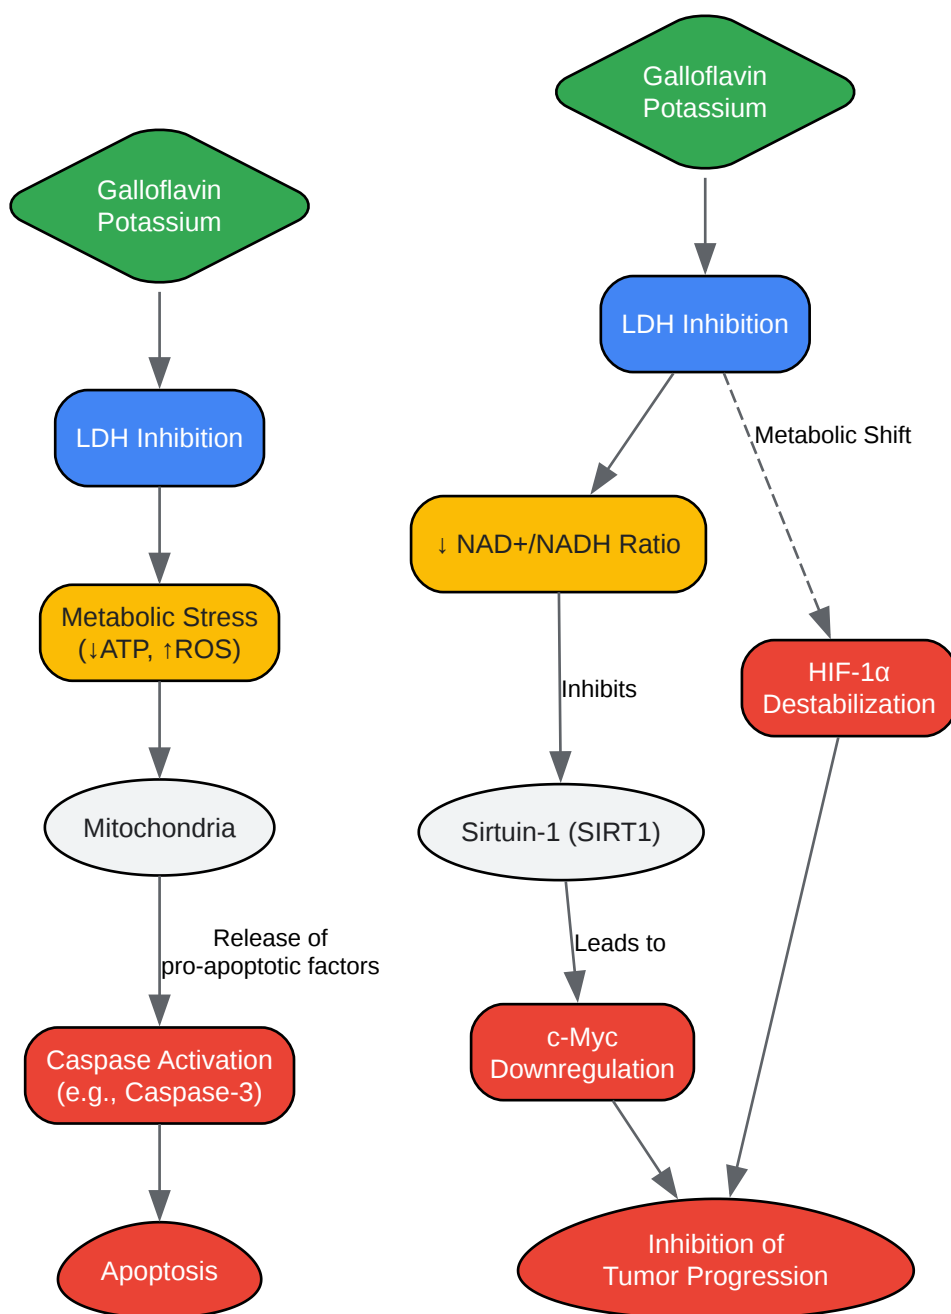 Galloflavin
Potassium
LDH Inhibition
Metabolic Stress
(↓ATP, ↑ROS)
Mitochondria
Release of
pro-apoptotic factors
Caspase Activation
(e.g., Caspase-3)
Apoptosis
Galloflavin
Potassium
LDH Inhibition
Metabolic Shift
↓ NAD+/NADH Ratio
Inhibits
HIF-1α
Destabilization
Sirtuin-1 (SIRT1)
Leads to
c-Myc
Downregulation
Inhibition of
Tumor Progression